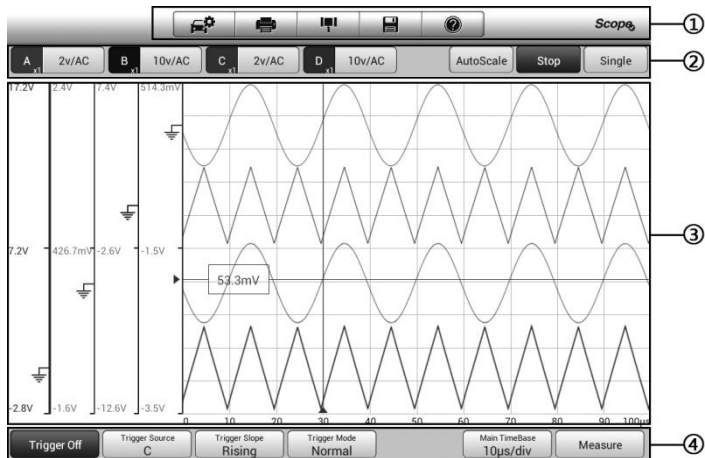 Scope ①
A x1 2v/AC B x1 10v/AC C x1 2v/AC D x1 10v/AC AutoScale Stop Single ②
17.2V 2.4V 7.4V 514.3mV
③
7.2V 426.7mV -2.6V -1.5V
53.3mV
-2.8V -1.6V -12.6V -3.5V
0 10 20 30 40 50 60 70 80 90 100μs
Trigger Off Trigger Source Trigger Slope Trigger Mode Main TimeBase Measure ④
C Rising Normal 10μs/div